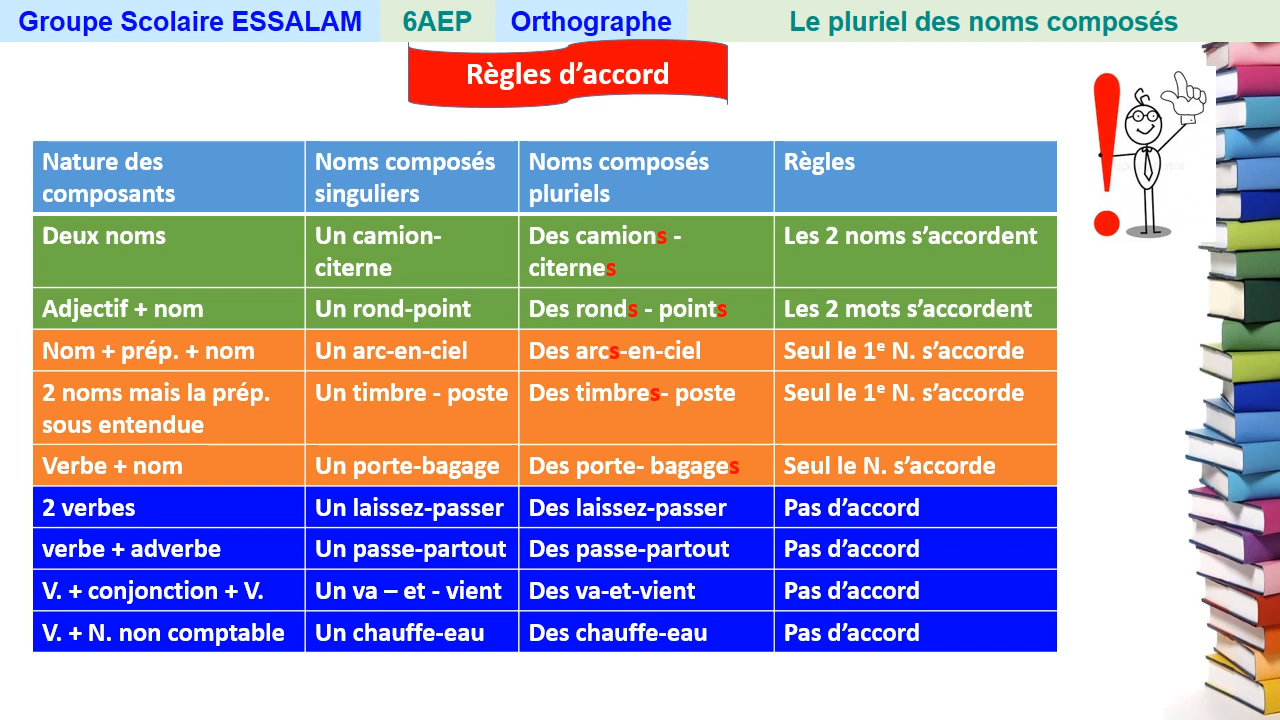 Groupe Scolaire ESSALAM 6AEP Orthographe Le pluriel des noms composés
Règles d’accord
Nature des composants
Noms composés singuliers
Noms composés pluriels
Règles
Deux noms
Un camion-citerne
Des camions - citernes
Les 2 noms s’accordent
Adjectif + nom
Un rond-point
Des ronds - points
Les 2 mots s’accordent
Nom + prép. + nom
Un arc-en-ciel
Des arcs-en-ciel
Seul le 1e N. s’accorde
2 noms mais la prép. sous entendue
Un timbre - poste
Des timbres- poste
Seul le 1e N. s’accorde
Verbe + nom
Un porte-bagage
Des porte- bagages
Seul le N. s’accorde
2 verbes
Un laissez-passer
Des laissez-passer
Pas d’accord
verbe + adverbe
Un passe-partout
Des passe-partout
Pas d’accord
V. + conjonction + V.
Un va – et - vient
Des va-et-vient
Pas d’accord
V. + N. non comptable
Un chauffe-eau
Des chauffe-eau
Pas d’accord